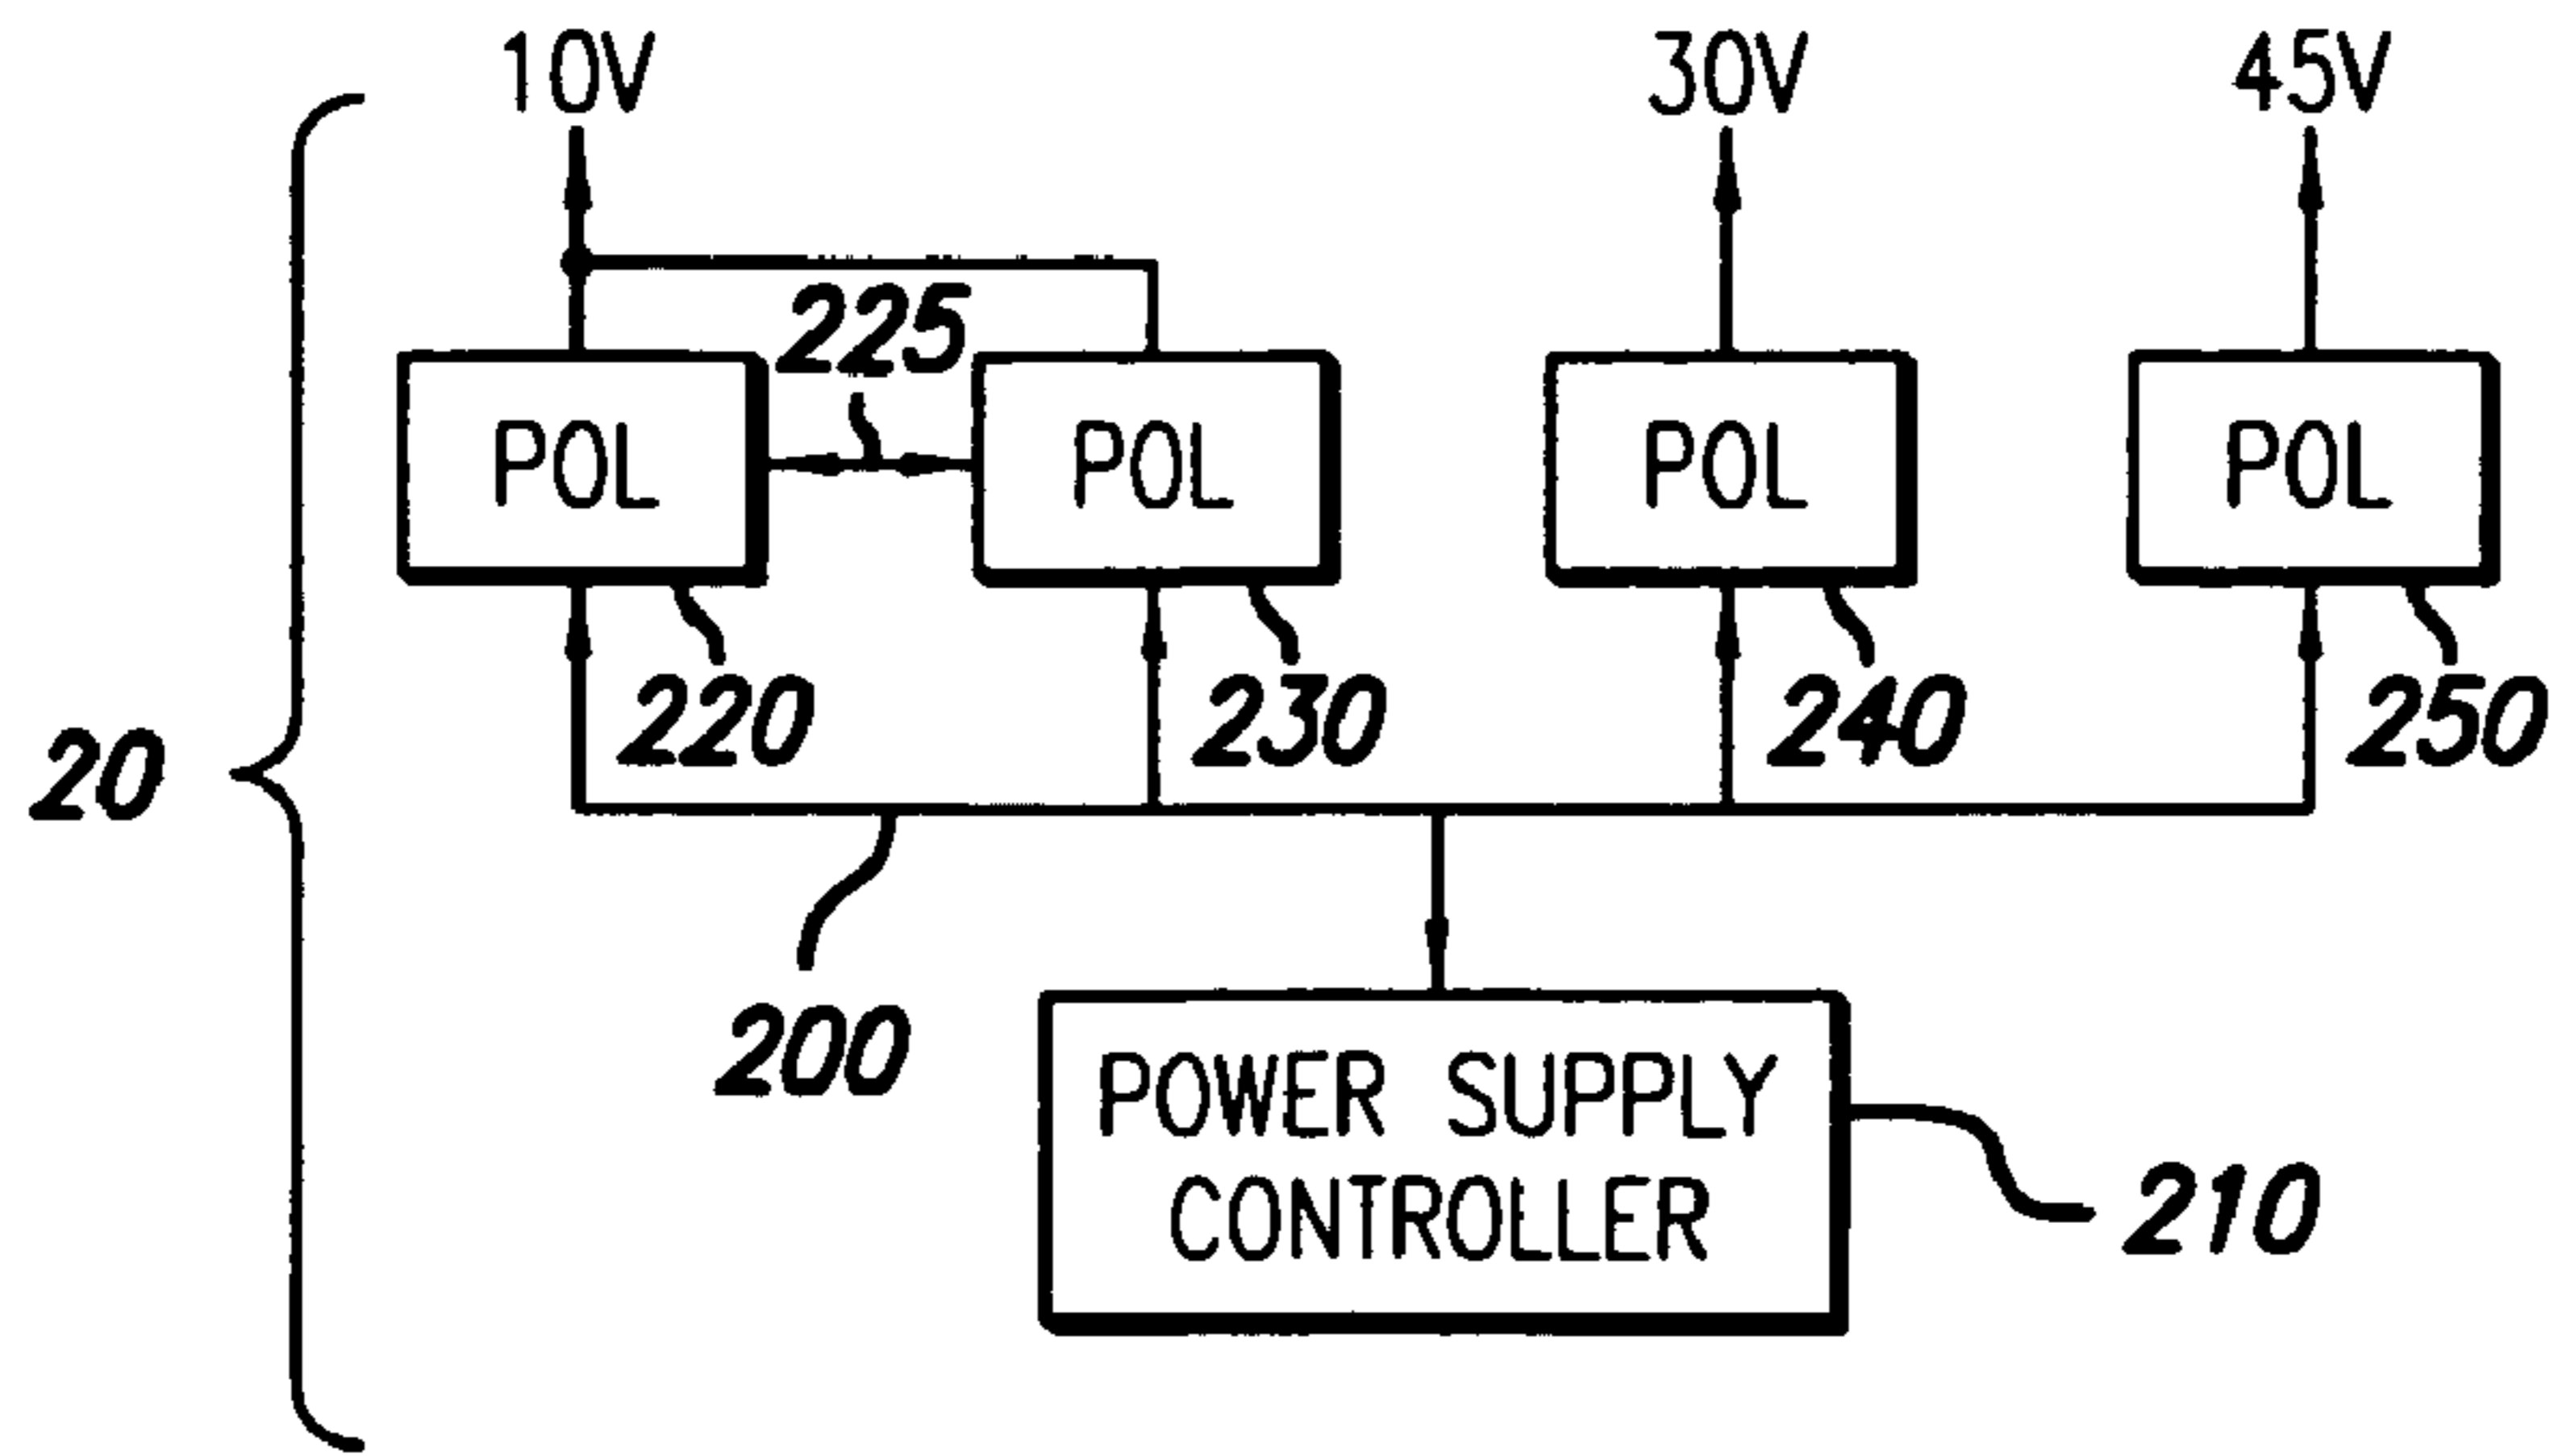 10V
30V
45V
225
POL
POL
POL
POL
220
230
240
250
20
200
POWER SUPPLY
CONTROLLER
210